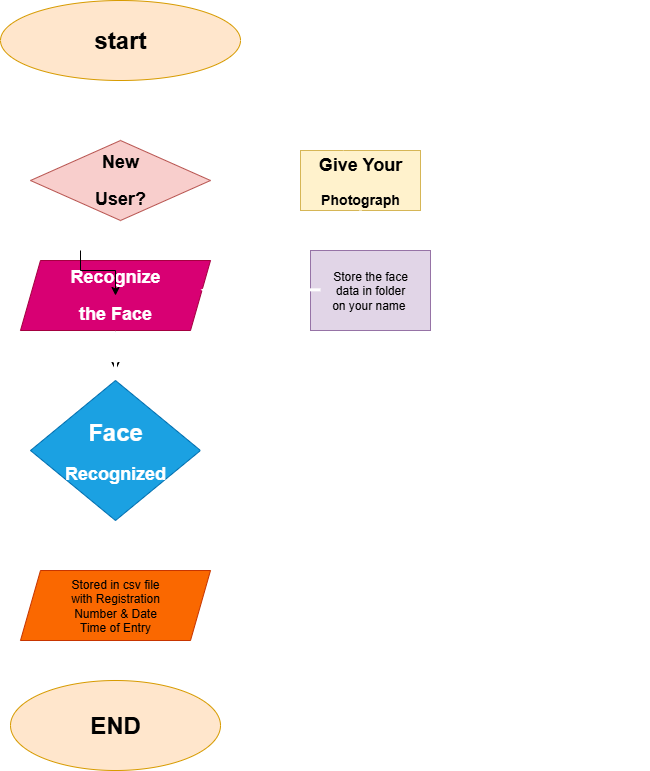 start
New
User?
Give Your
Photograph
Recognize
the Face
Store the face
data in folder
on your name
Face
Recognized
Stored in csv file
with Registration
Number & Date
Time of Entry
END